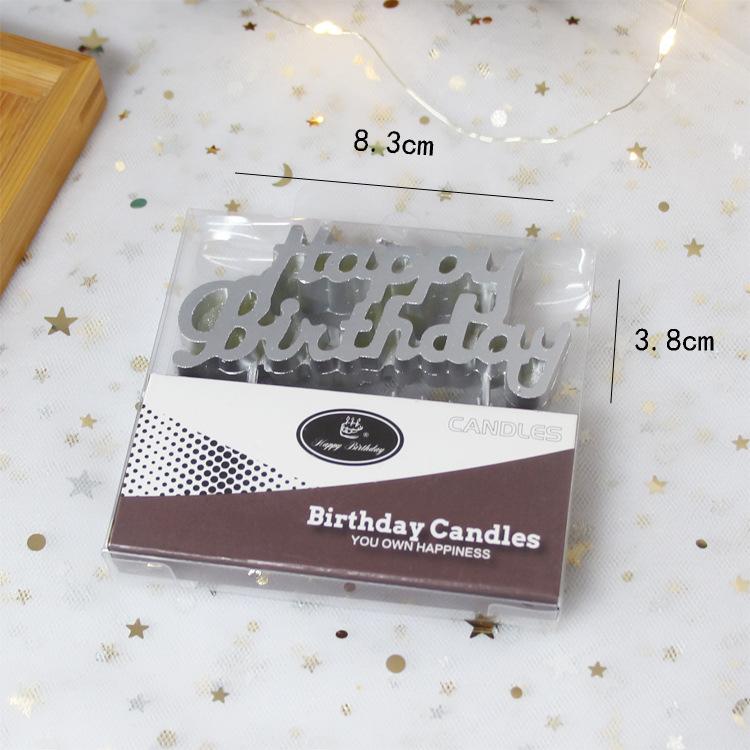 8.3cm
Happy
Birthday
3.8cm
CANDLES
Happy Birthday
®
Birthday Candles
YOU OWN HAPPINESS